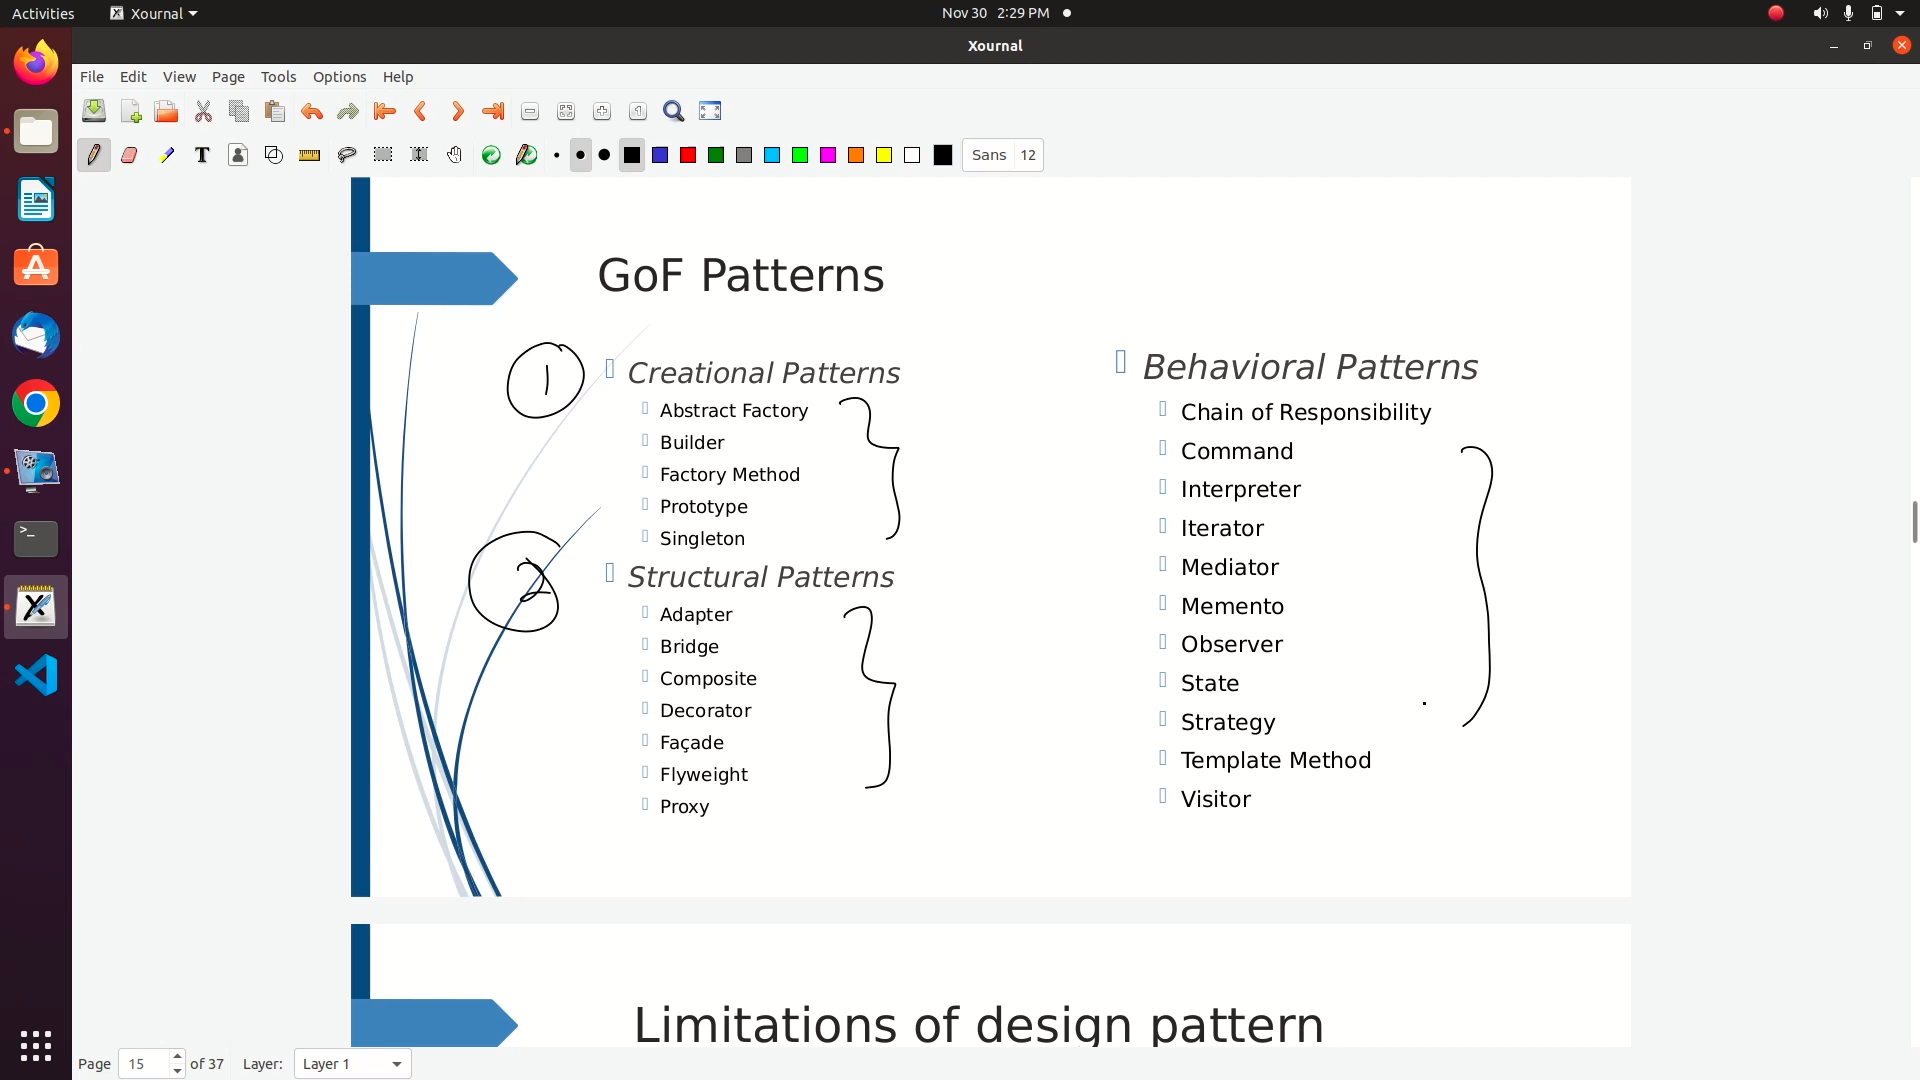 Activities
Xournal
Nov 30 2:29 PM
Xournal
File Edit View Page Tools Options Help
Sans 12
GoF Patterns
1
Creational Patterns
Abstract Factory
Builder
Factory Method
Prototype
Singleton
2
Structural Patterns
Adapter
Bridge
Composite
Decorator
Façade
Flyweight
Proxy
Behavioral Patterns
Chain of Responsibility
Command
Interpreter
Iterator
Mediator
Memento
Observer
State
Strategy
Template Method
Visitor
Limitations of design pattern
Page 15 of 37 Layer: Layer 1